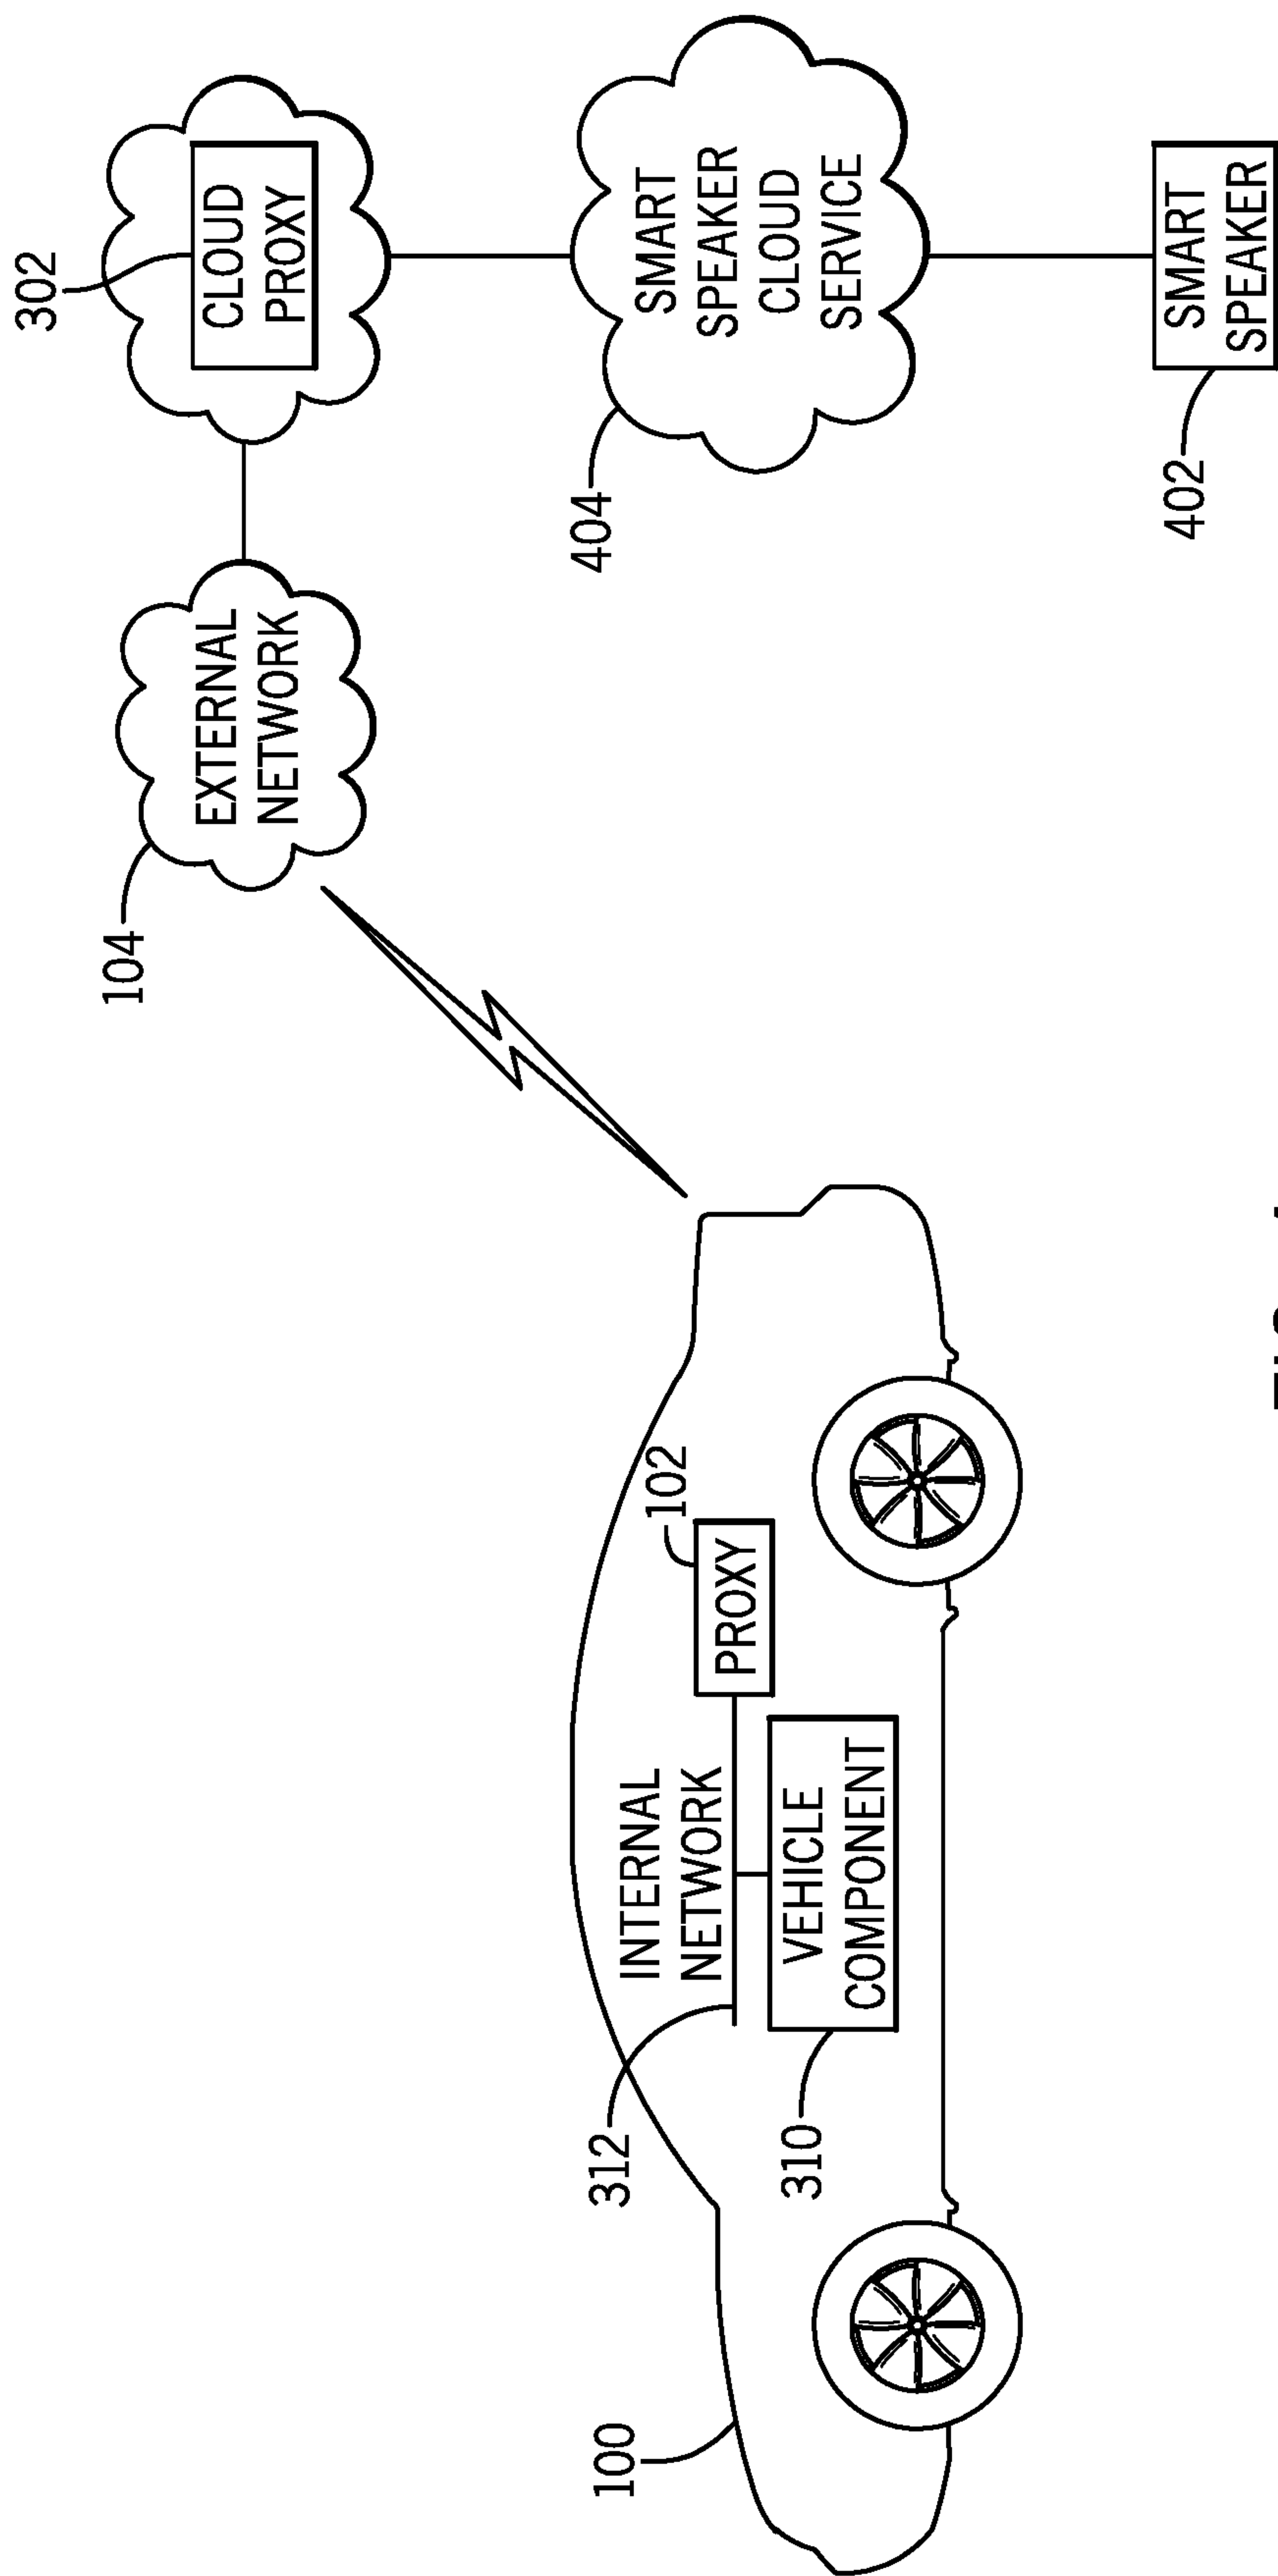 302
CLOUD
PROXY
104
EXTERNAL
NETWORK
404
SMART
SPEAKER
CLOUD
SERVICE
402
SMART
SPEAKER
100
312
INTERNAL
NETWORK
102
PROXY
310
VEHICLE
COMPONENT